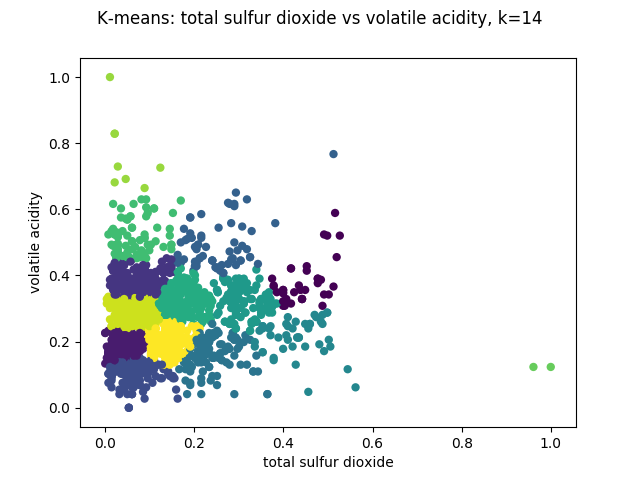 K-means: total sulfur dioxide vs volatile acidity, k=14
1.0
0.8
0.6
0.4
0.2
0.0
volatile acidity
0.0 0.2 0.4 0.6 0.8 1.0
total sulfur dioxide